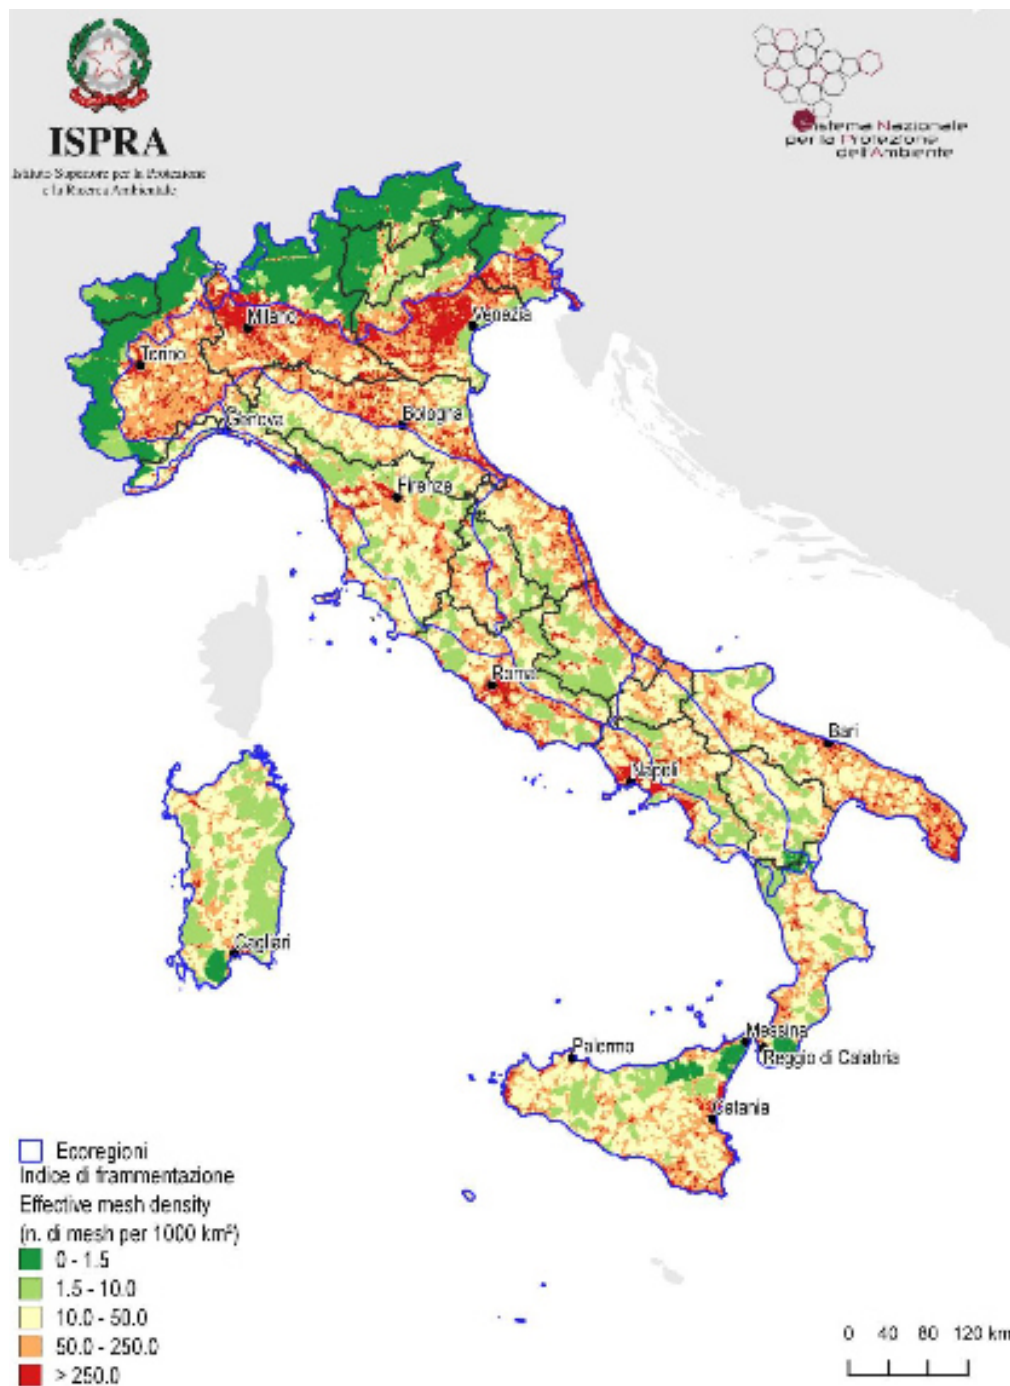 ISPRA
Istituto Superiore per la Protezione
e la Ricerca Ambientale
Sistema Nazionale
per la Protezione
dell'Ambiente
Milano
Venezia
Torino
Genova
Bologna
Firenze
Roma
Bari
Napoli
Cagliari
Messina
Palermo
Reggio di Calabria
Catania
Ecoregioni
Indice di frammentazione
Effective mesh density
(n. di mesh per 1000 km²)
0 - 1.5
1.5 - 10.0
10.0 - 50.0
50.0 - 250.0
> 250.0
0 40 80 120 km